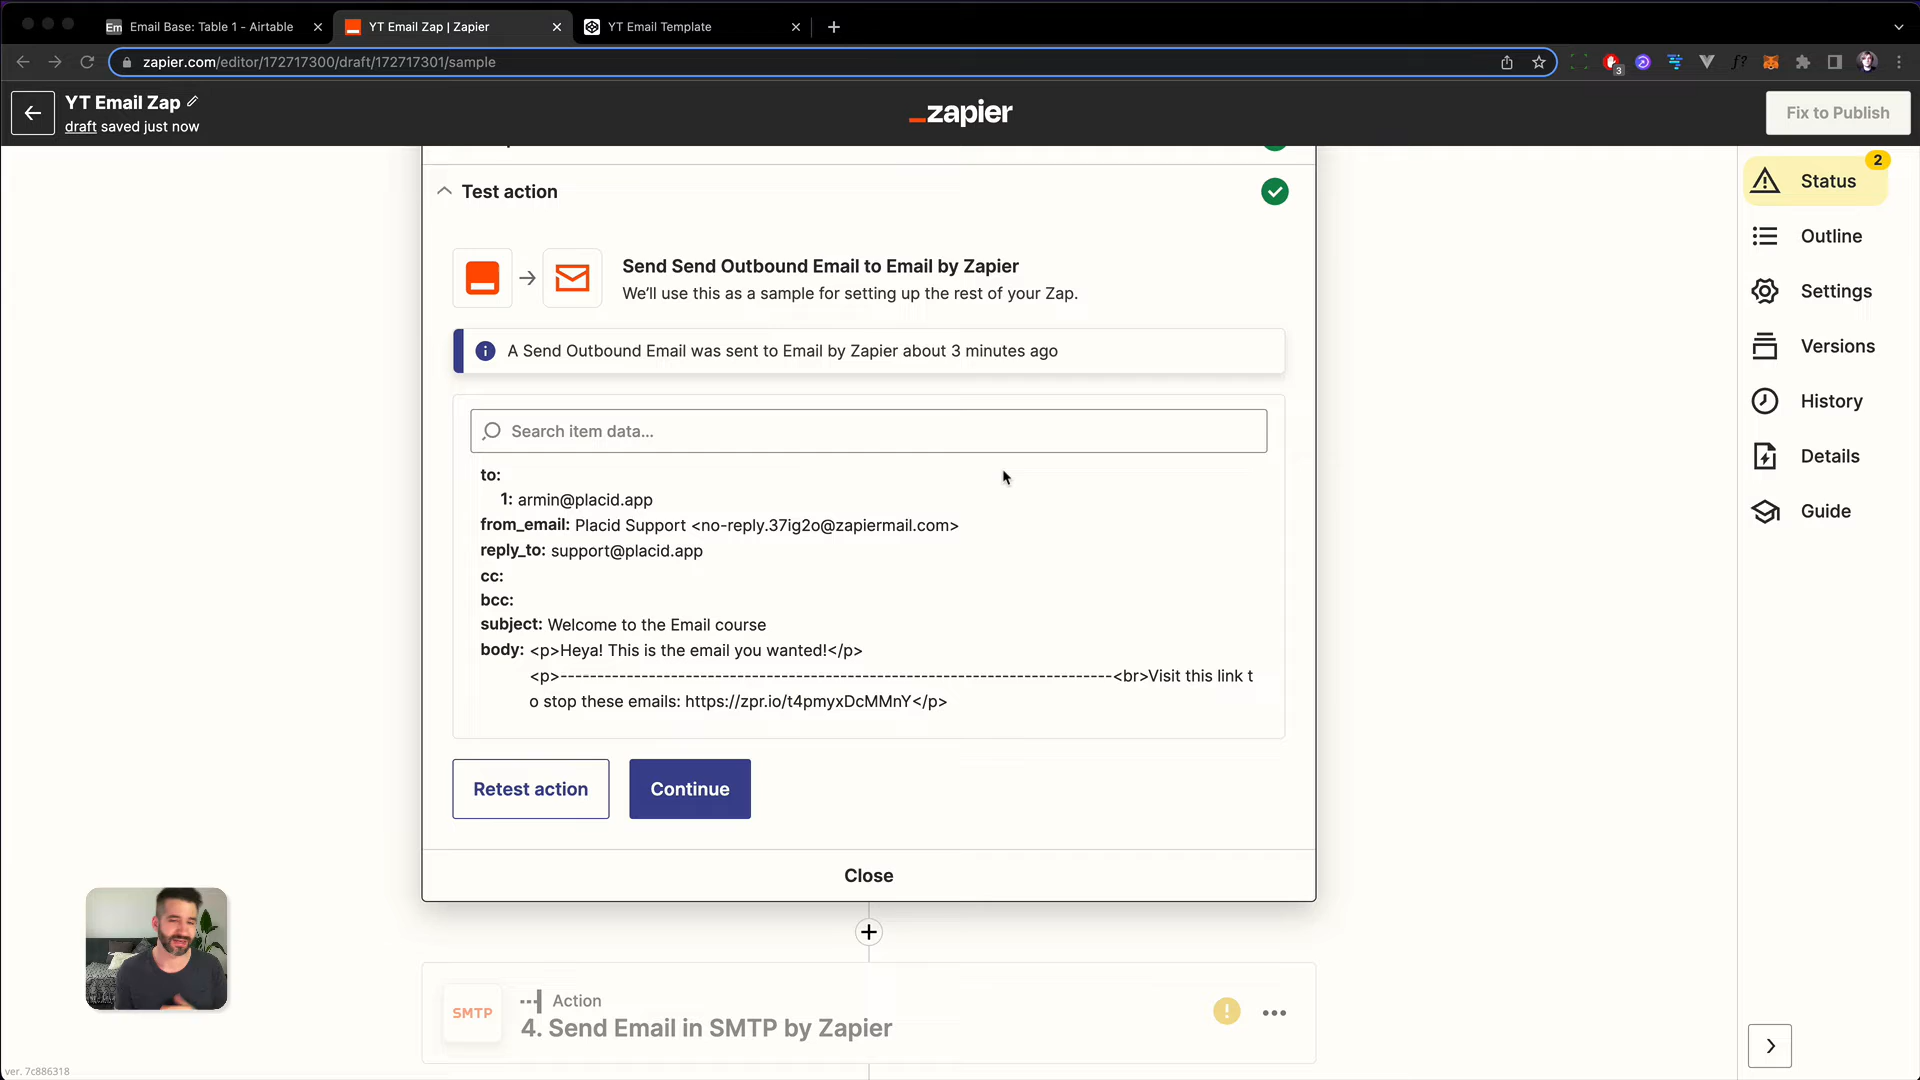 Email Base: Table 1 - Airtable
YT Email Zap | Zapier
YT Email Template
zapier.com/editor/172717300/draft/172717301/sample
3
YT Email Zap
draft saved just now
_zapier
Fix to Publish
Test action
Send Send Outbound Email to Email by Zapier
We'll use this as a sample for setting up the rest of your Zap.
A Send Outbound Email was sent to Email by Zapier about 3 minutes ago
Search item data...
to:
1: armin@placid.app
from_email: Placid Support <no-reply.37ig2o@zapiermail.com>
reply_to: support@placid.app
cc:
bcc:
subject: Welcome to the Email course
body: <p>Heya! This is the email you wanted!</p>
<p>---------------------------------------------------------------------------<br>Visit this link t
o stop these emails: https://zpr.io/t4pmyxDcMMnY</p>
Retest action
Continue
Close
SMTP
Action
4. Send Email in SMTP by Zapier
2
Status
Outline
Settings
Versions
History
Details
Guide
ver. 7c886318